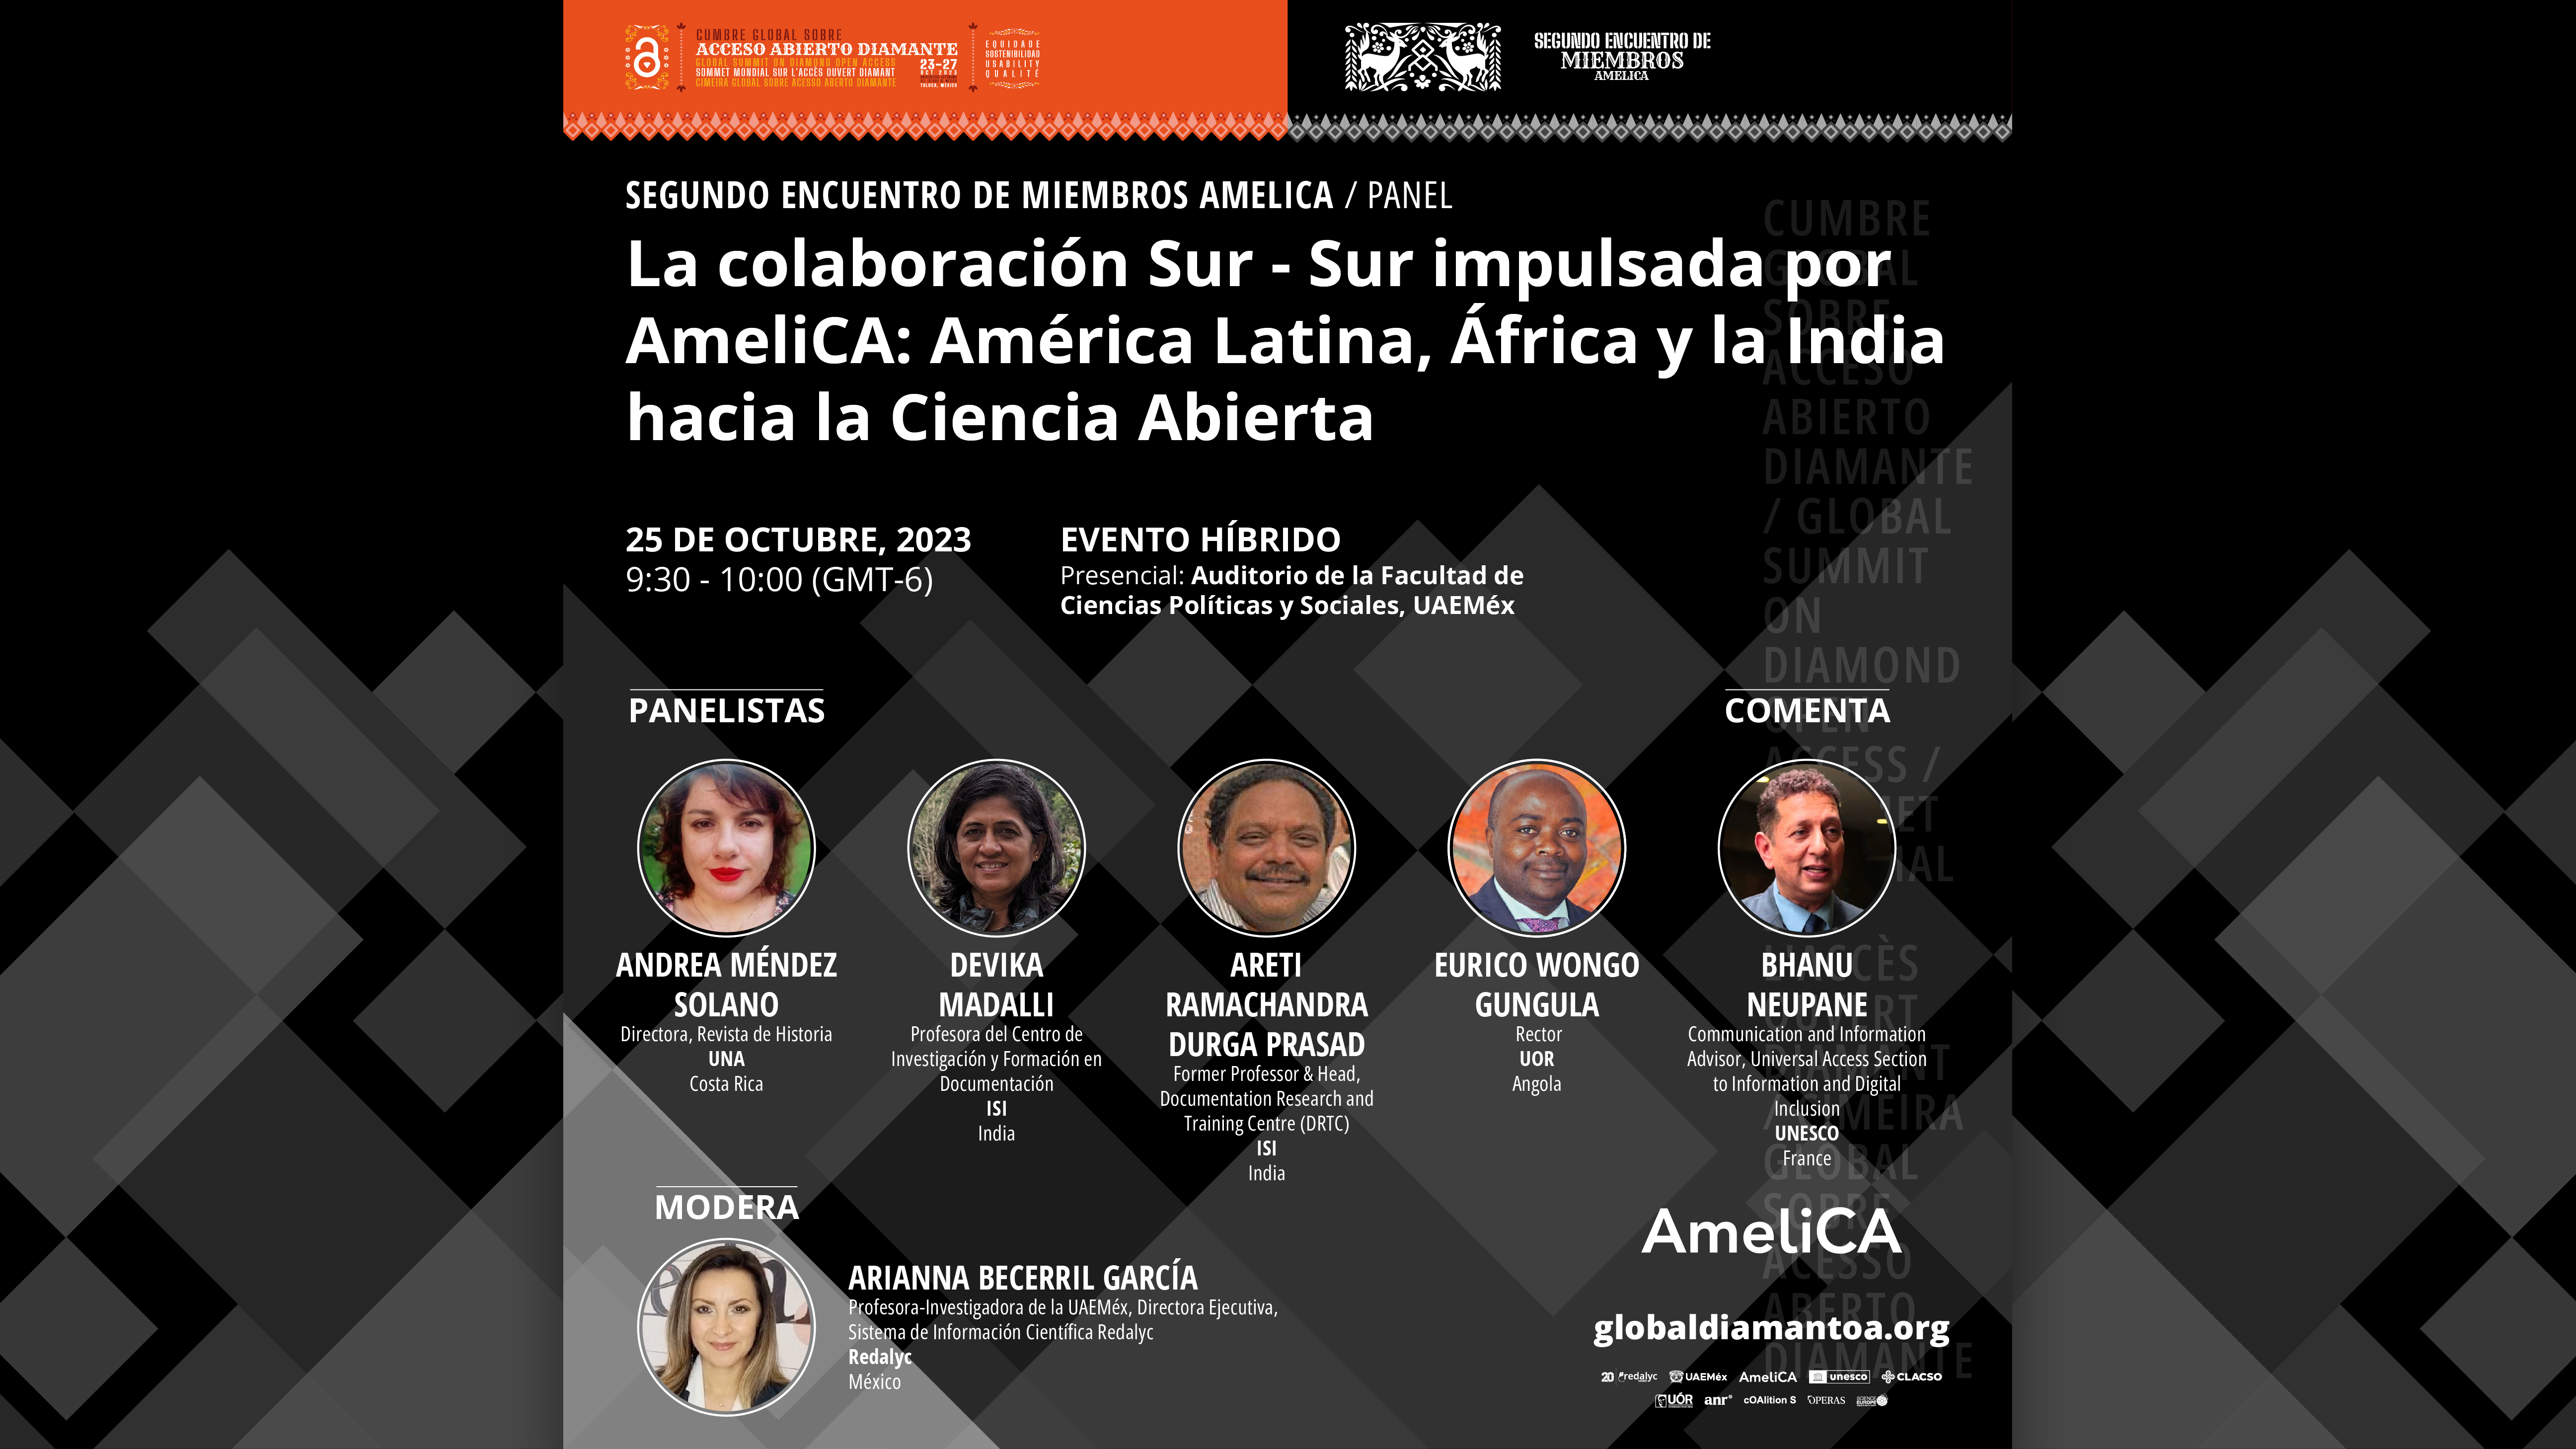 CUMBRE GLOBAL SOBRE
ACCESO ABIERTO DIAMANTE
GLOBAL SUMMIT ON DIAMOND OPEN ACCESS
SOMMET MONDIAL SUR L'ACCÈS OUVERT DIAMANT
CIMEIRA GLOBAL SOBRE ACESSO ABERTO DIAMANTE
23-27
OCT 2023
TOLUCA, MÉXICO
EQUIDADE
SOSTENIBILIDAD
USABILITY
QUALITÉ
SEGUNDO ENCUENTRO DE
MIEMBROS
AMELICA
SEGUNDO ENCUENTRO DE MIEMBROS AMELICA / PANEL
La colaboración Sur - Sur impulsada por
AmeliCA: América Latina, África y la India
hacia la Ciencia Abierta
25 DE OCTUBRE, 2023
9:30 - 10:00 (GMT-6)
EVENTO HÍBRIDO
Presencial: Auditorio de la Facultad de
Ciencias Políticas y Sociales, UAEMéx
CUMBRE
GLOBAL
SOBRE
ACCESO
ABIERTO
DIAMANTE
/ GLOBAL
SUMMIT
ON
DIAMOND
OPEN
ACCESS /
PANELISTAS
COMENTA
ANDREA MÉNDEZ
SOLANO
Directora, Revista de Historia
UNA
Costa Rica
DEVIKA
MADALLI
Profesora del Centro de
Investigación y Formación en
Documentación
ISI
India
ARETI
RAMACHANDRA
DURGA PRASAD
Former Professor & Head,
Documentation Research and
Training Centre (DRTC)
ISI
India
EURICO WONGO
GUNGULA
Rector
UOR
Angola
BHANU
NEUPANE
Communication and Information
Advisor, Universal Access Section
to Information and Digital
Inclusion
UNESCO
France
GLOBAL
SOBRE
ACESSO
ABERTO
DIAMANTE
MODERA
ARIANNA BECERRIL GARCÍA
Profesora-Investigadora de la UAEMéx, Directora Ejecutiva,
Sistema de Información Científica Redalyc
Redalyc
México
AmeliCA
globaldiamantoa.org
20 redalyc UAEMéx AmeliCA unesco CLACSO
UÓR anr cOAlition S OPERAS SCIENCE EUROPE